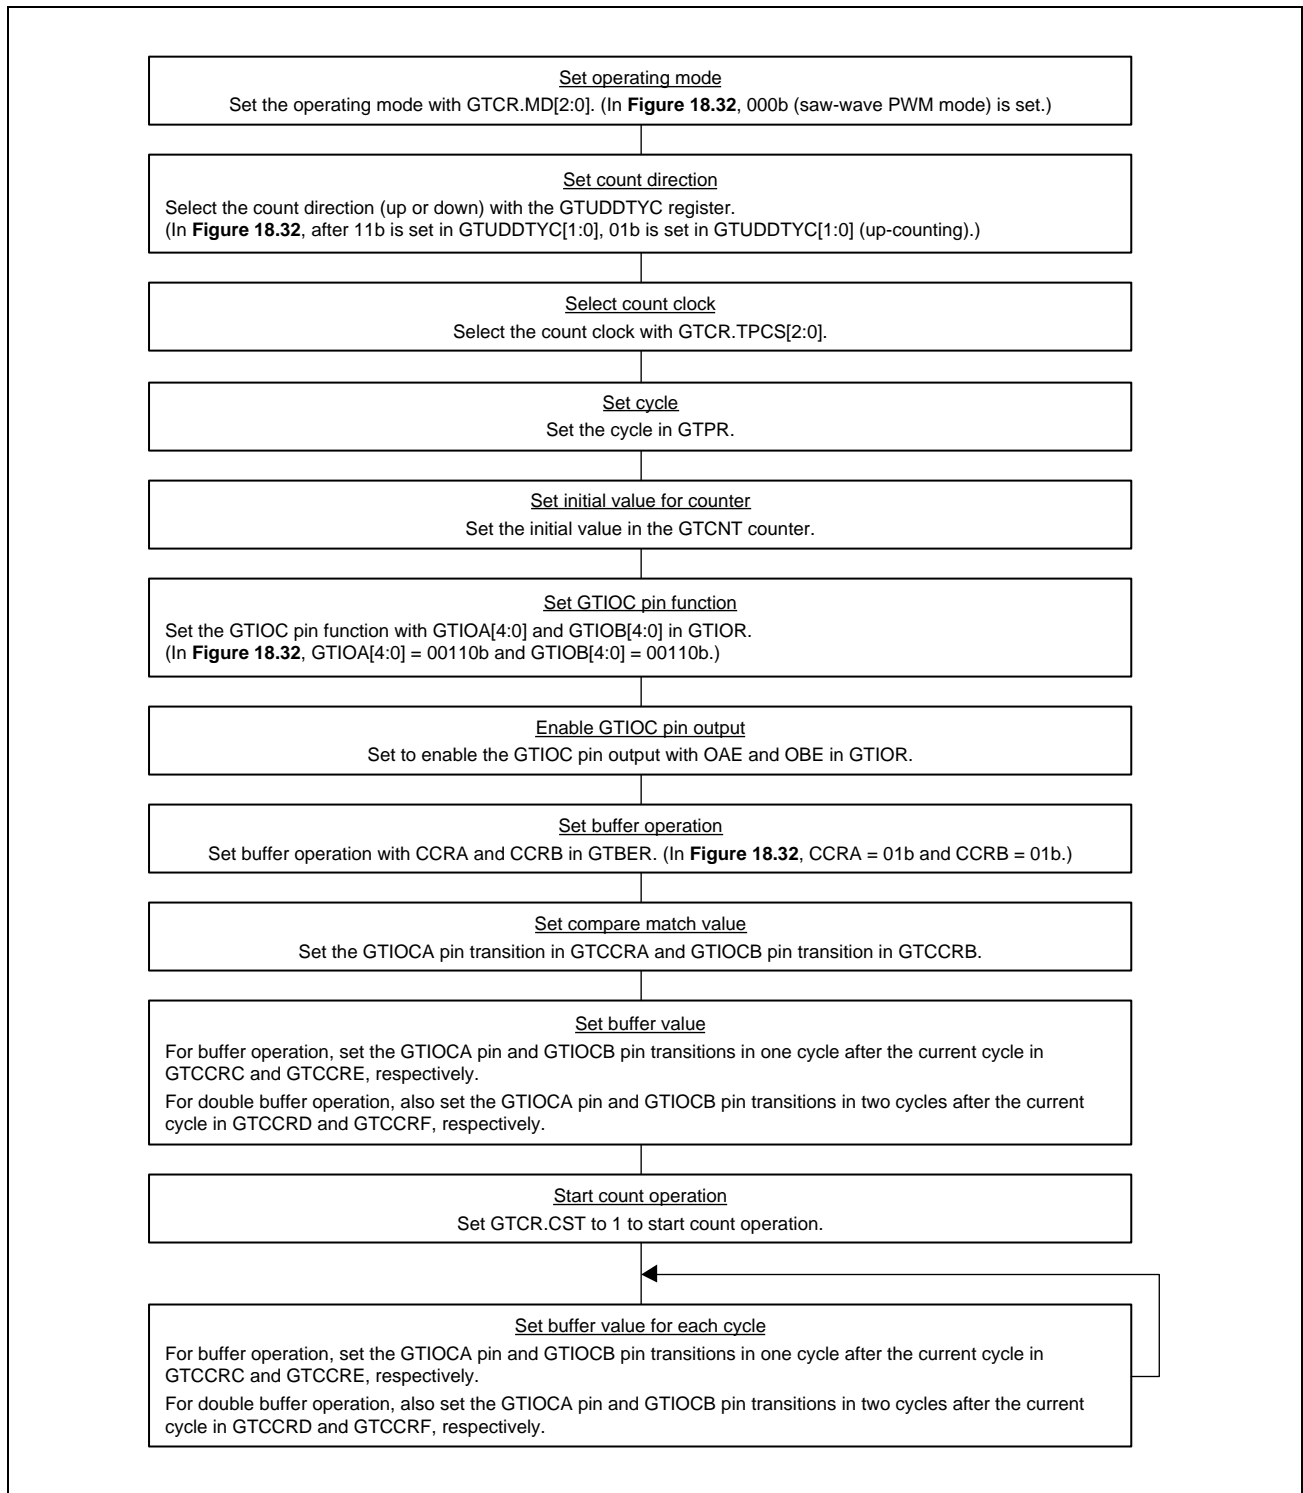 Set operating mode
Set the operating mode with GTCR.MD[2:0]. (In Figure 18.32, 000b (saw-wave PWM mode) is set.)
Set count direction
Select the count direction (up or down) with the GTUDDTYC register.
(In Figure 18.32, after 11b is set in GTUDDTYC[1:0], 01b is set in GTUDDTYC[1:0] (up-counting).)
Select count clock
Select the count clock with GTCR.TPCS[2:0].
Set cycle
Set the cycle in GTPR.
Set initial value for counter
Set the initial value in the GTCNT counter.
Set GTIOC pin function
Set the GTIOC pin function with GTIOA[4:0] and GTIOB[4:0] in GTIOR.
(In Figure 18.32, GTIOA[4:0] = 00110b and GTIOB[4:0] = 00110b.)
Enable GTIOC pin output
Set to enable the GTIOC pin output with OAE and OBE in GTIOR.
Set buffer operation
Set buffer operation with CCRA and CCRB in GTBER. (In Figure 18.32, CCRA = 01b and CCRB = 01b.)
Set compare match value
Set the GTIOCA pin transition in GTCCRA and GTIOCB pin transition in GTCCRB.
Set buffer value
For buffer operation, set the GTIOCA pin and GTIOCB pin transitions in one cycle after the current cycle in
GTCCRC and GTCCRE, respectively.
For double buffer operation, also set the GTIOCA pin and GTIOCB pin transitions in two cycles after the current
cycle in GTCCRD and GTCCRF, respectively.
Start count operation
Set GTCR.CST to 1 to start count operation.
Set buffer value for each cycle
For buffer operation, set the GTIOCA pin and GTIOCB pin transitions in one cycle after the current cycle in
GTCCRC and GTCCRE, respectively.
For double buffer operation, also set the GTIOCA pin and GTIOCB pin transitions in two cycles after the current
cycle in GTCCRD and GTCCRF, respectively.